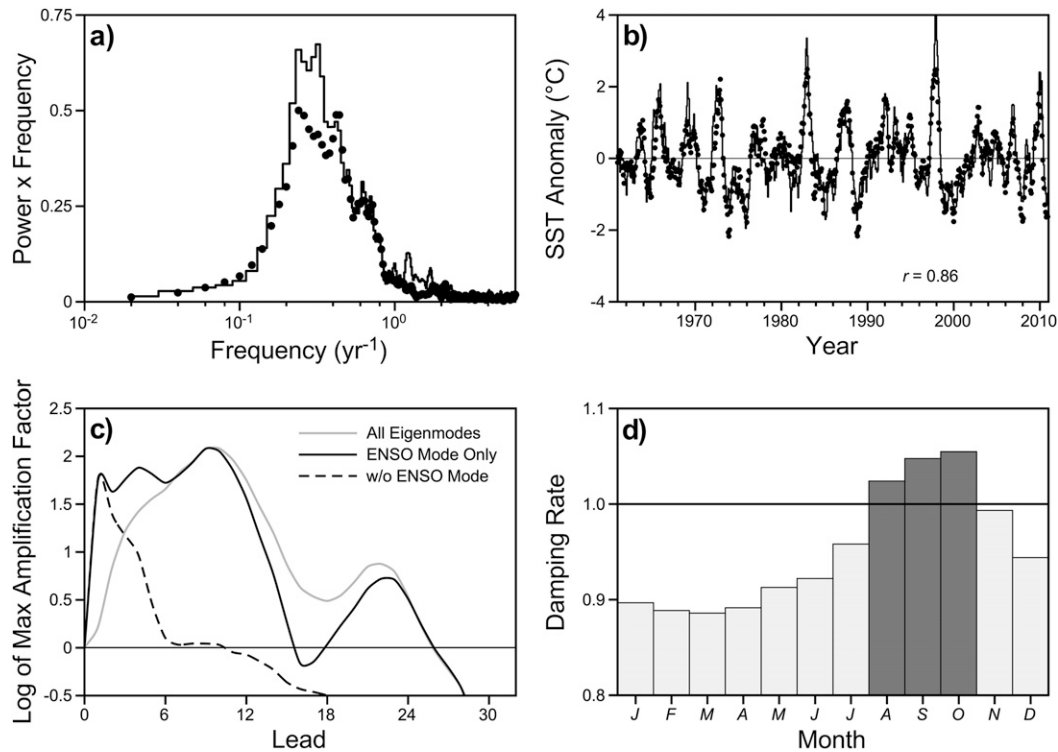 a)
0.75
0.5
0.25
0
Power x Frequency
10-2
10-1
100
Frequency (yr-1)
b)
4
2
0
-2
-4
SST Anomaly (°C)
r = 0.86
1970
1980
1990
2000
2010
Year
c)
2.5
2
1.5
1
0.5
0
-0.5
Log of Max Amplification Factor
All Eigenmodes
ENSO Mode Only
w/o ENSO Mode
0
6
12
18
24
30
Lead
d)
1.1
1.0
0.9
0.8
Damping Rate
J F M A M J J A S O N D
Month